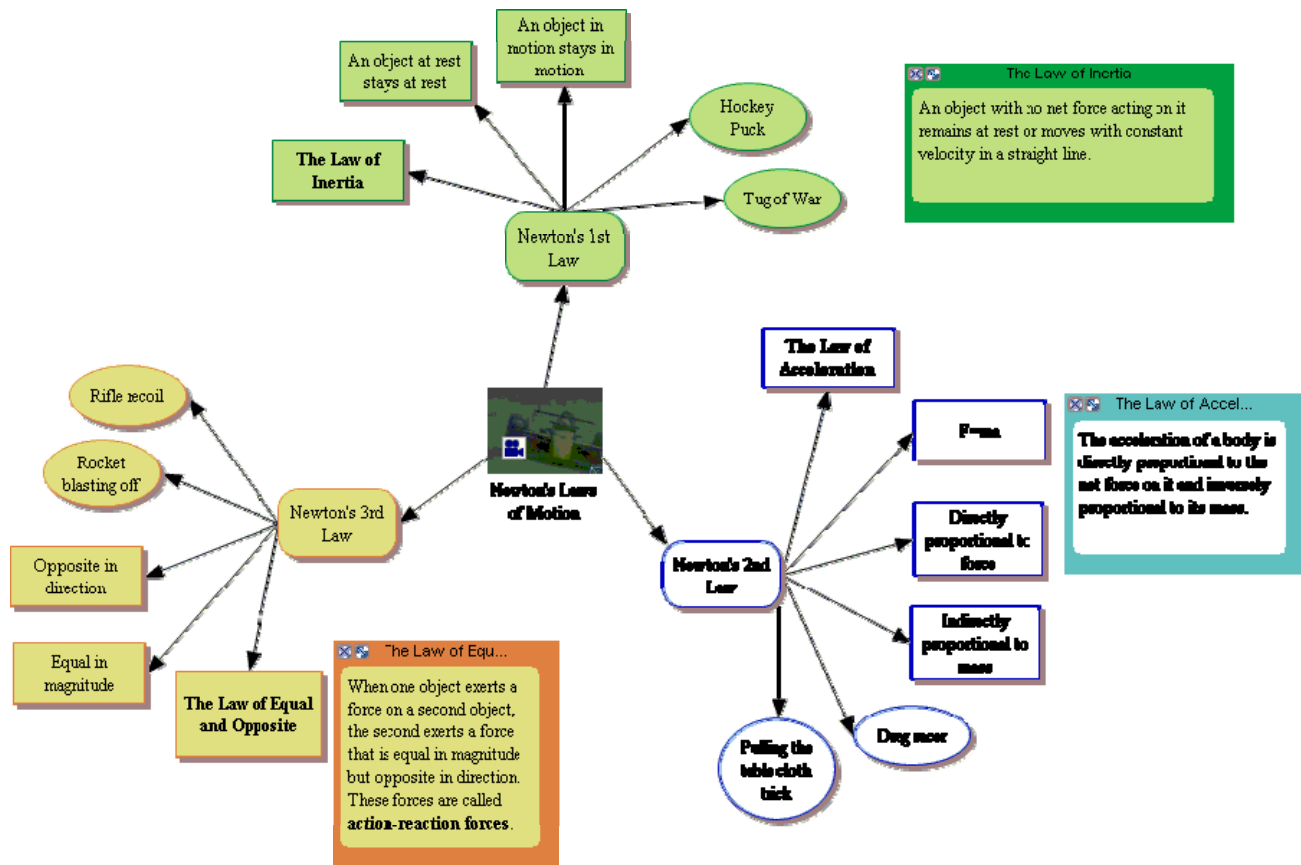 An object in
motion stays in
motion
An object at rest
stays at rest
Hockey
Puck
The Law of
Inertia
Tug of War
Newton's 1st
Law
The Law of Inertia
An object with no net force acting on it
remains at rest or moves with constant
velocity in a straight line.
Newton's Laws
of Motion
Rifle recoil
Rocket
blasting off
Newton's 3rd
Law
Opposite in
direction
Equal in
magnitude
The Law of Equal
and Opposite
The Law of Equ...
When one object exerts a
force on a second object,
the second exerts a force
that is equal in magnitude
but opposite in direction.
These forces are called
action-reaction forces.
The Law of
Acceleration
F=ma
Directly
proportional to
force
Newton's 2nd
Law
Indirectly
proportional to
mass
Drag racer
Pulling the
table cloth
trick
The Law of Accel...
The acceleration of a body is
directly proportional to the
net force on it and inversely
proportional to its mass.